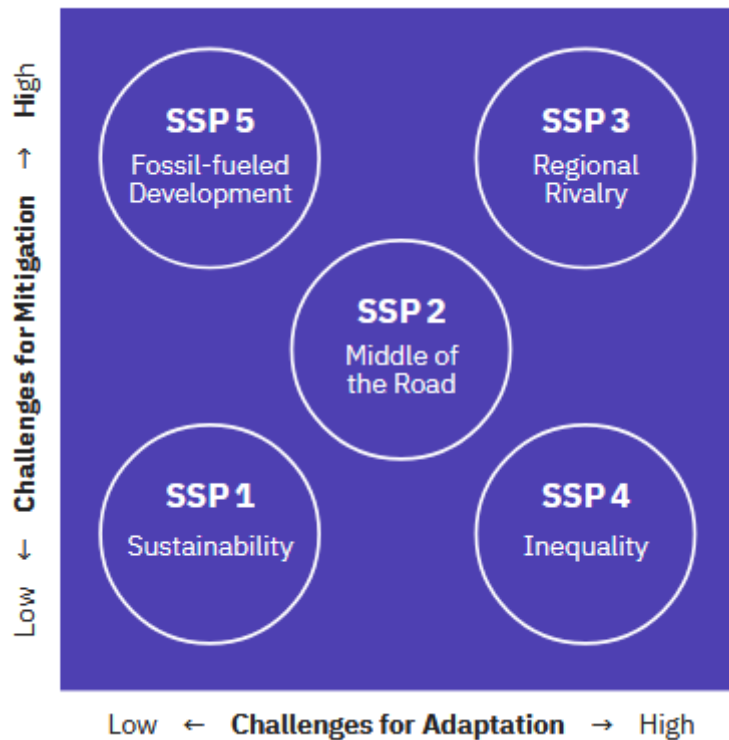 SSP 5
Fossil-fueled
Development
SSP 3
Regional
Rivalry
SSP 2
Middle of
the Road
SSP 1
Sustainability
SSP 4
Inequality
Low ← Challenges for Mitigation → High
Low ← Challenges for Adaptation → High